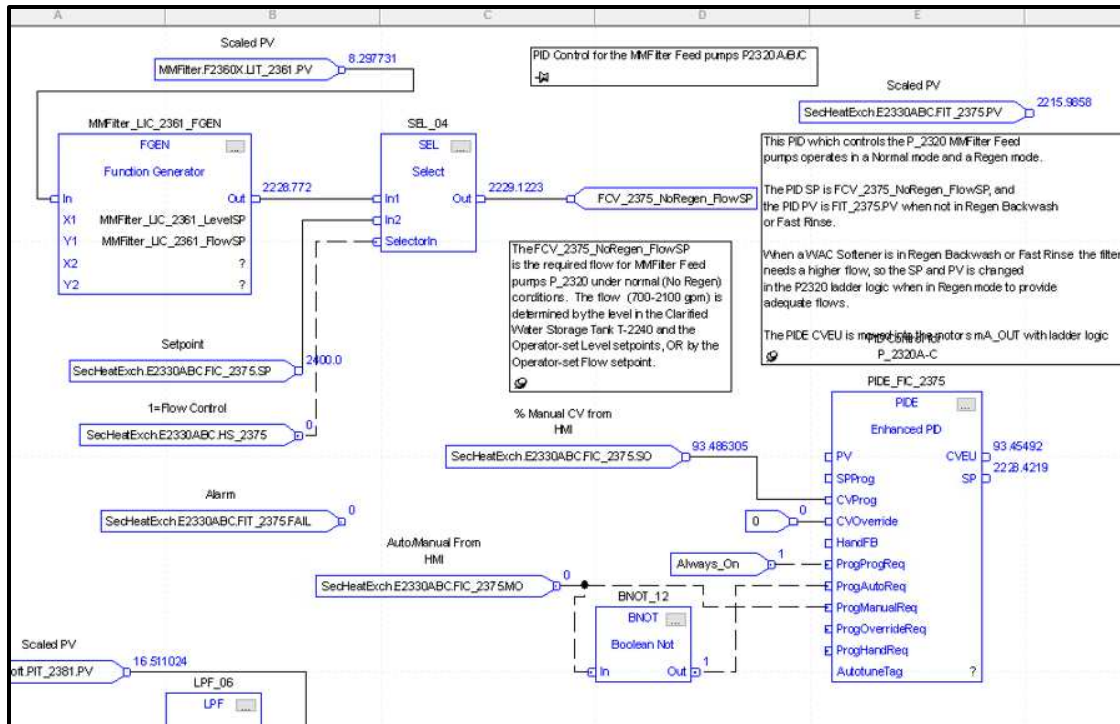 A B C D E
Scaled PV
8.297731
MMFilter.F2360X.LIT_2361.PV
PID Control for the MMFilter Feed pumps P2320A/B/C
Scaled PV
2215.9858
SecHeatExch.E2330ABC.FIT_2375.PV
MMFilter_LIC_2361_FGEN
FGEN
...
Function Generator
In
Out
2228.772
X1 MMFilter_LIC_2361_LevelSP
Y1 MMFilter_LIC_2361_FlowSP
X2 ?
Y2 ?
SEL_04
SEL
...
Select
In1
Out
2229.1223
In2
SelectorIn
FCV_2375_NoRegen_FlowSP
This PID which controls the P_2320 MMFilter Feed
pumps operates in a Normal mode and a Regen mode.
The PID SP is FCV_2375_NoRegen_FlowSP, and
the PID PV is FIT_2375.PV when not in Regen Backwash
or Fast Rinse.
When a WAC Softener is in Regen Backwash or Fast Rinse the filter
needs a higher flow, so the SP and PV is changed
in the P2320 ladder logic when in Regen mode to provide
adequate flows.
The PIDE CVEU is moved into the motors mA_OUT with ladder logic
The FCV_2375_NoRegen_FlowSP
is the required flow for MMFilter Feed
pumps P_2320 under normal (No Regen)
conditions. The flow (700-2100 gpm) is
determined by the level in the Clarified
Water Storage Tank T-2240 and the
Operator-set Level setpoints, OR by the
Operator-set Flow setpoint.
Setpoint
2400.0
SecHeatExch.E2330ABC.FIC_2375.SP
1=Flow Control
0
SecHeatExch.E2330ABC.HS_2375
Alarm
0
SecHeatExch.E2330ABC.FIT_2375.FAIL
% Manual CV from
HMI
93.486305
SecHeatExch.E2330ABC.FIC_2375.SO
PID Control for
P_2320A-C
PIDE_FIC_2375
PIDE
...
Enhanced PID
PV
CVEU
93.45492
SPProg
SP
2228.4219
CVProg
0
0
CVOverride
HandFB
Always_On
1
ProgProgReq
ProgAutoReq
ProgManualReq
ProgOverrideReq
ProgHandReq
AutotuneTag ?
Auto/Manual From
HMI
0
SecHeatExch.E2330ABC.FIC_2375.MO
BNOT_12
BNOT
...
Boolean Not
In
Out
1
Scaled PV
16.511024
oft.PIT_2381.PV
LPF_06
LPF
...